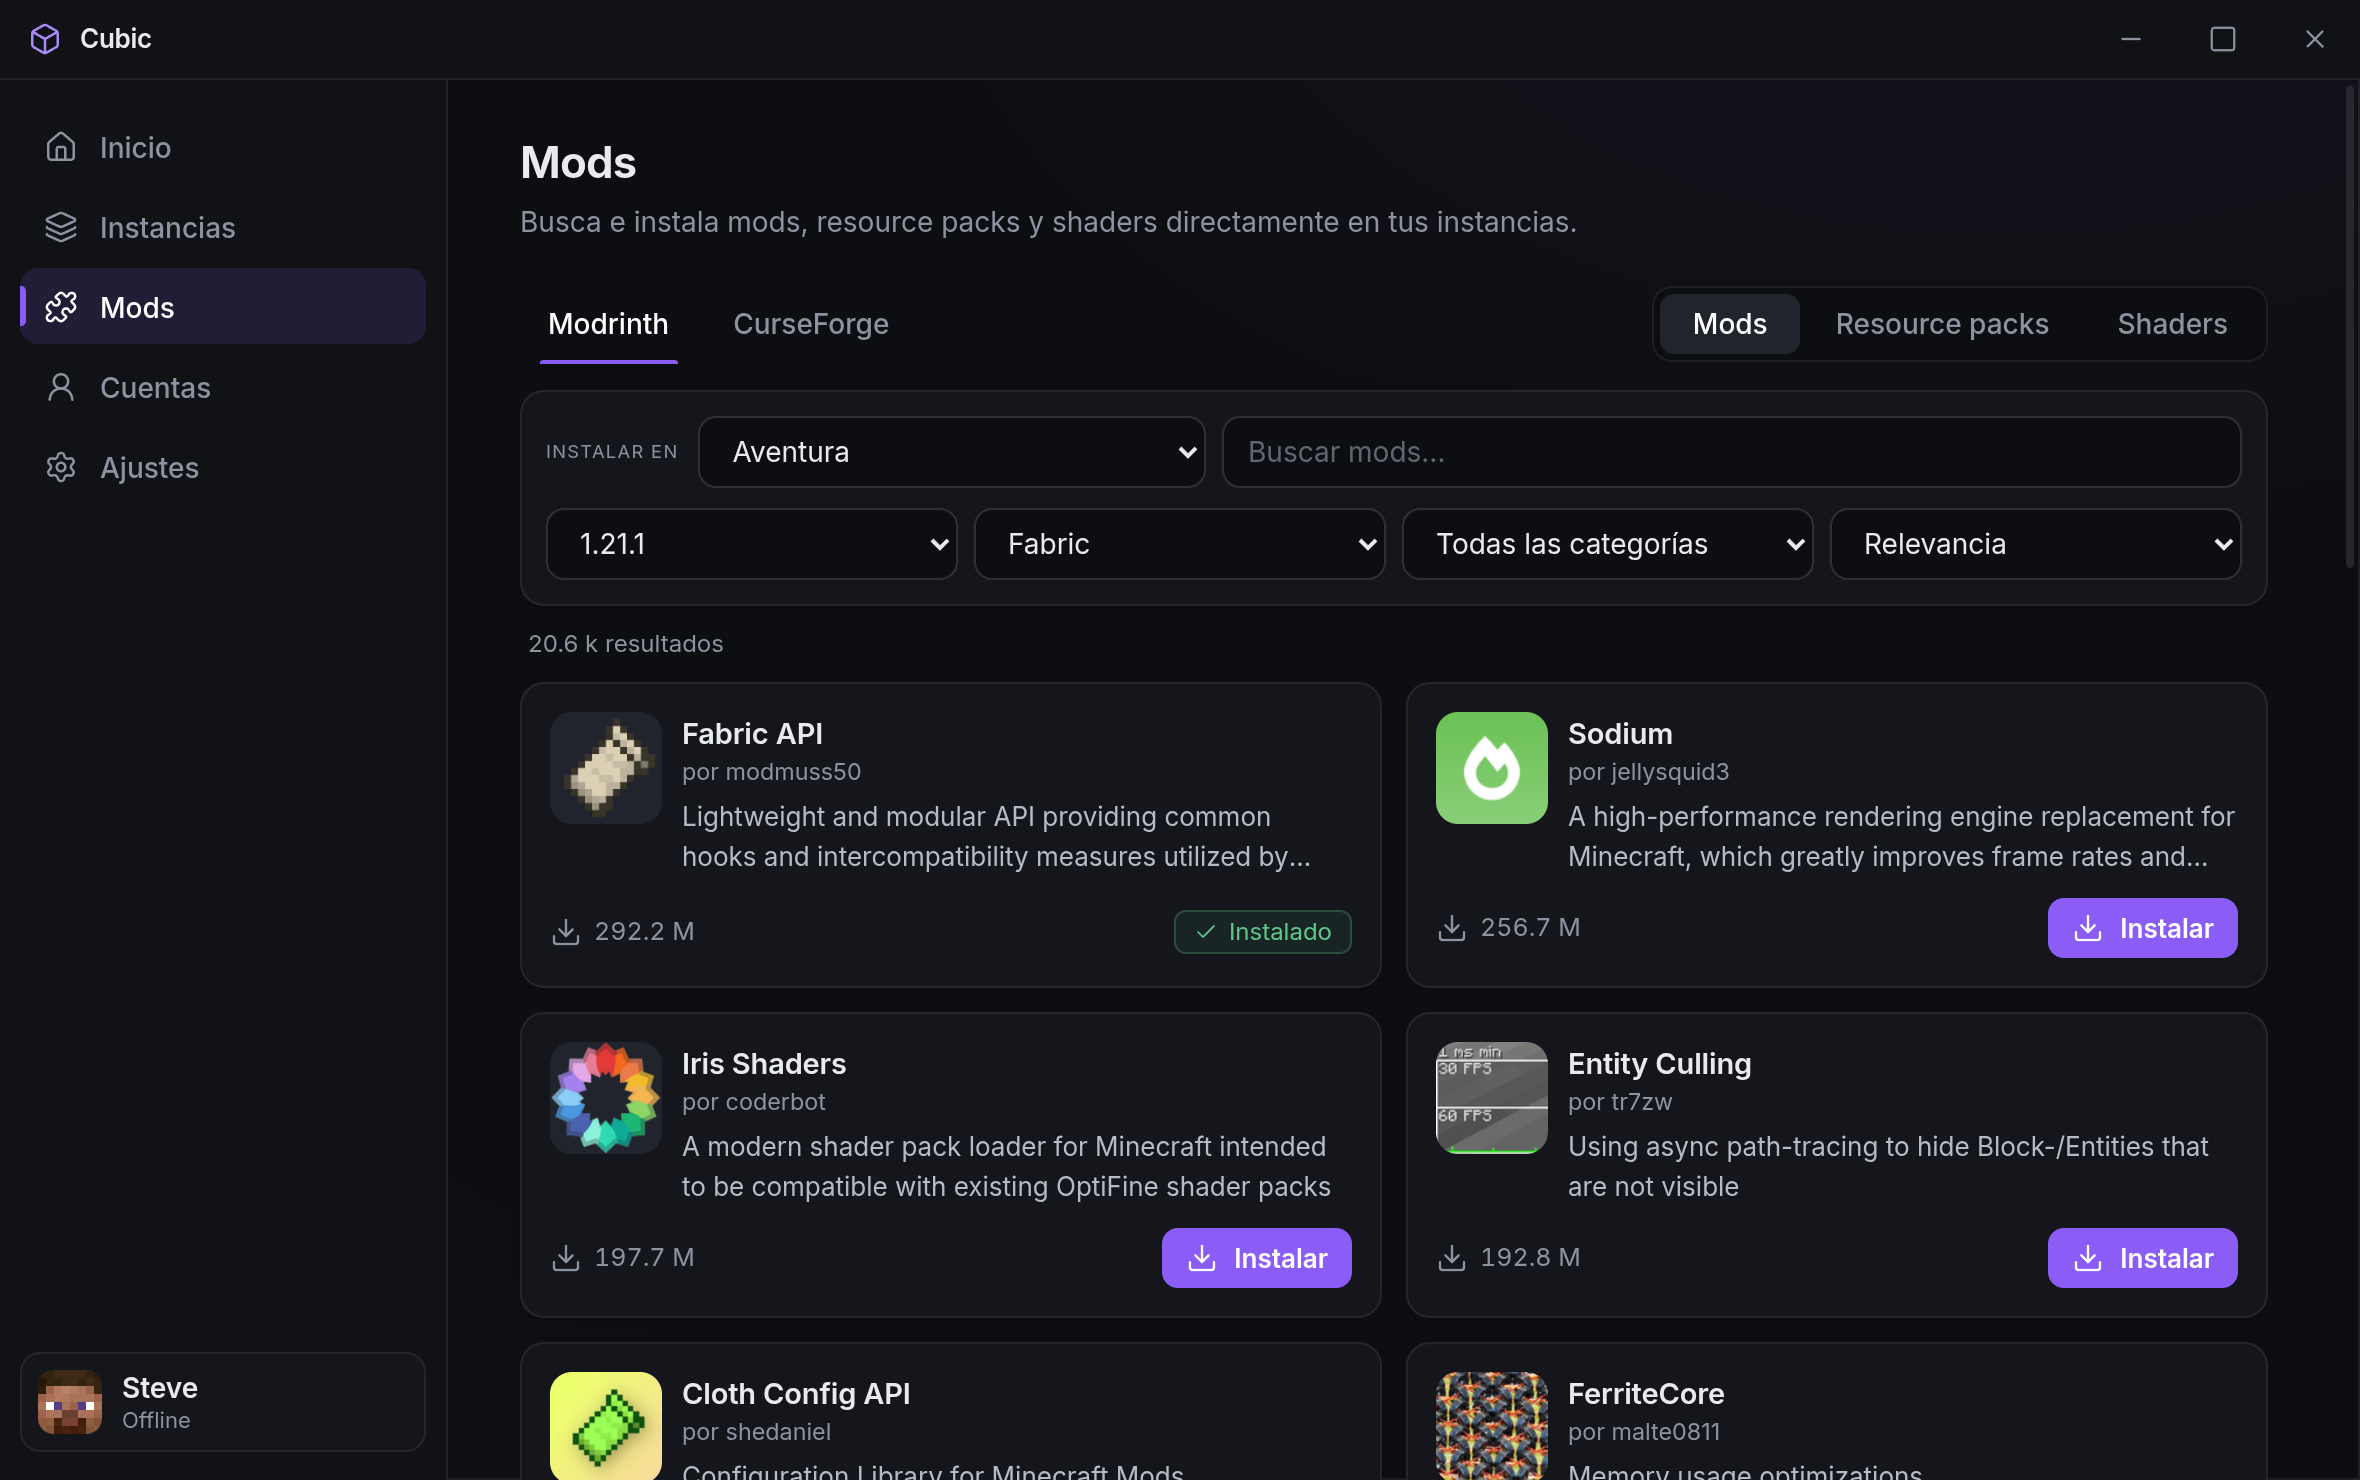 Cubic
Inicio
Instancias
Mods
Cuentas
Ajustes
Steve
Offline
Mods
Busca e instala mods, resource packs y shaders directamente en tus instancias.
Modrinth
CurseForge
Mods
Resource packs
Shaders
INSTALAR EN
Aventura
Buscar mods...
1.21.1
Fabric
Todas las categorías
Relevancia
20.6 k resultados
Fabric API
por modmuss50
Lightweight and modular API providing common
hooks and intercompatibility measures utilized by...
292.2 M
Instalado
Sodium
por jellysquid3
A high-performance rendering engine replacement for
Minecraft, which greatly improves frame rates and...
256.7 M
Instalar
Iris Shaders
por coderbot
A modern shader pack loader for Minecraft intended
to be compatible with existing OptiFine shader packs
197.7 M
Instalar
1 ms min
30 FPS
60 FPS
Entity Culling
por tr7zw
Using async path-tracing to hide Block-/Entities that
are not visible
192.8 M
Instalar
Cloth Config API
por shedaniel
Configuration Library for Minecraft Mods
FerriteCore
por malte0811
Memory usage optimizations